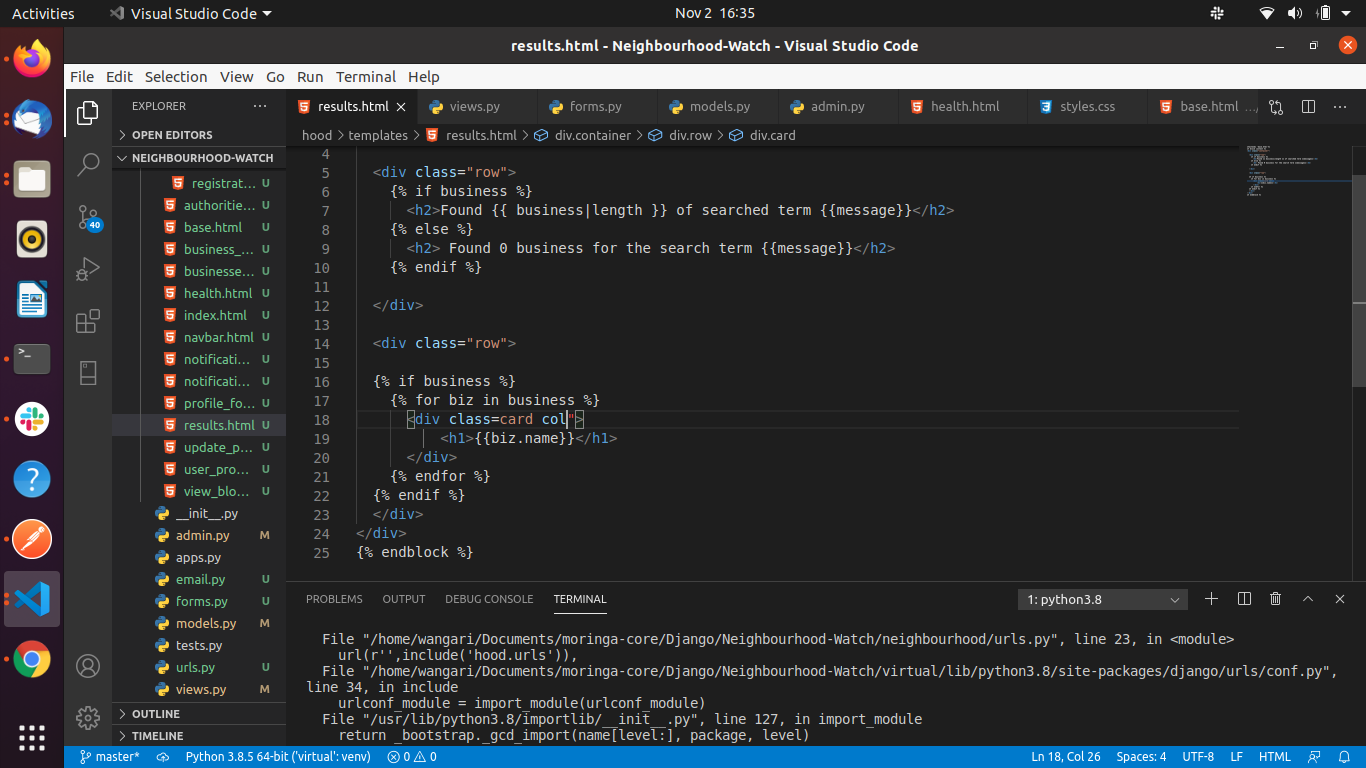 Activities
Visual Studio Code
Nov 2 16:35
results.html - Neighbourhood-Watch - Visual Studio Code
File Edit Selection View Go Run Terminal Help
EXPLORER
OPEN EDITORS
NEIGHBOURHOOD-WATCH
registrat... U
authoritie... U
base.html U
business_... U
businesse... U
health.html U
index.html U
navbar.html U
notificati... U
notificati... U
profile_fo... U
results.html U
update_p... U
user_pro... U
view_blo... U
__init__.py
admin.py M
apps.py
email.py U
forms.py U
models.py M
tests.py
urls.py U
views.py M
OUTLINE
TIMELINE
40
results.html views.py forms.py models.py admin.py health.html styles.css base.html ...,
hood > templates > results.html > div.container > div.row > div.card
4
5 <div class="row">
6 {% if business %}
7 <h2>Found {{ business|length }} of searched term {{message}}</h2>
8 {% else %}
9 <h2> Found 0 business for the search term {{message}}</h2>
10 {% endif %}
11
12 </div>
13
14 <div class="row">
15
16 {% if business %}
17 {% for biz in business %}
18 <div class=card col">
19 <h1>{{biz.name}}</h1>
20 </div>
21 {% endfor %}
22 {% endif %}
23 </div>
24 </div>
25 {% endblock %}
PROBLEMS OUTPUT DEBUG CONSOLE TERMINAL
1: python3.8
File "/home/wangari/Documents/moringa-core/Django/Neighbourhood-Watch/neighbourhood/urls.py", line 23, in <module>
url(r'',include('hood.urls')),
File "/home/wangari/Documents/moringa-core/Django/Neighbourhood-Watch/virtual/lib/python3.8/site-packages/django/urls/conf.py",
line 34, in include
urlconf_module = import_module(urlconf_module)
File "/usr/lib/python3.8/importlib/__init__.py", line 127, in import_module
return _bootstrap._gcd_import(name[level:], package, level)
master* Python 3.8.5 64-bit ('virtual': venv) 0 0 Ln 18, Col 26 Spaces: 4 UTF-8 LF HTML